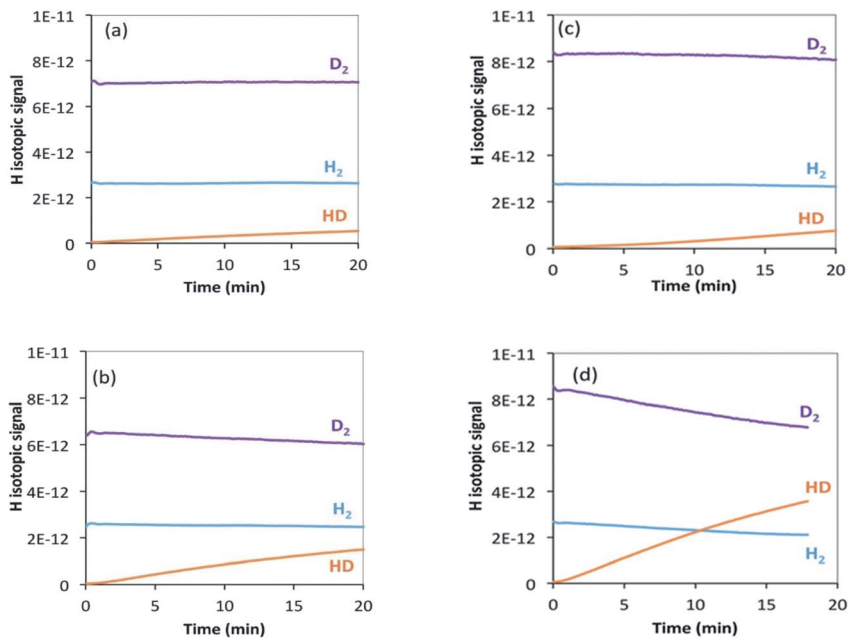 (a)
1E-11
8E-12
6E-12
4E-12
2E-12
0
H isotopic signal
D₂
H₂
HD
0 5 10 15 20
Time (min)
(c)
1E-11
8E-12
6E-12
4E-12
2E-12
0
H isotopic signal
D₂
H₂
HD
0 5 10 15 20
Time (min)
(b)
1E-11
8E-12
6E-12
4E-12
2E-12
0
H isotopic signal
D₂
H₂
HD
0 5 10 15 20
Time (min)
(d)
1E-11
8E-12
6E-12
4E-12
2E-12
0
H isotopic signal
D₂
HD
H₂
0 5 10 15 20
Time (min)